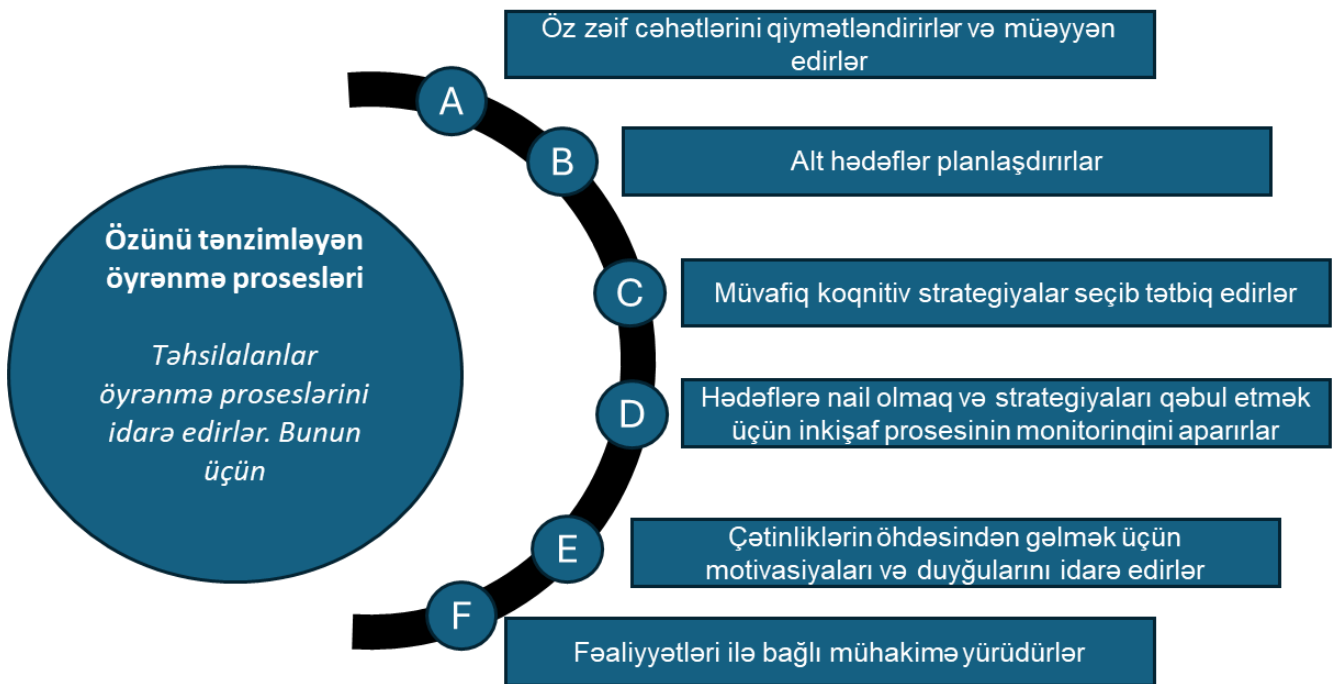 Özünü tənzimləyən
öyrənmə prosesləri
Təhsilalanlar
öyrənmə proseslərini
idarə edirlər. Bunun
üçün
A
Öz zəif cəhətlərini qiymətləndirirlər və müəyyən
edirlər
B
Alt hədəflər planlaşdırırlar
C
Müvafiq koqnitiv strategiyalar seçib tətbiq edirlər
D
Hədəflərə nail olmaq və strategiyaları qəbul etmək
üçün inkişaf prosesinin monitorinqini aparırlar
E
Çətinliklərin öhdəsindən gəlmək üçün
motivasiyaları və duyğularını idarə edirlər
F
Fəaliyyətləri ilə bağlı mühakimə yürüdürlər